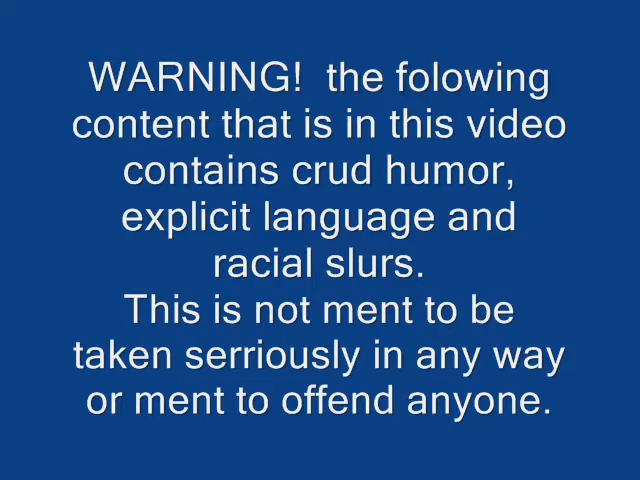 WARNING!  the folowing
content that is in this video
contains crud humor,
explicit language and
racial slurs.
This is not ment to be
taken serriously in any way
or ment to offend anyone.